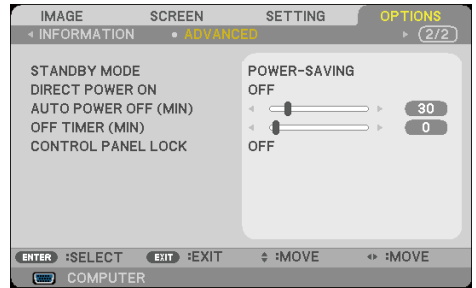 IMAGE SCREEN SETTING OPTIONS
INFORMATION ADVANCED (2/2)
STANDBY MODE POWER-SAVING
DIRECT POWER ON OFF
AUTO POWER OFF (MIN) 30
OFF TIMER (MIN) 0
CONTROL PANEL LOCK OFF
ENTER :SELECT EXIT :EXIT :MOVE :MOVE
COMPUTER